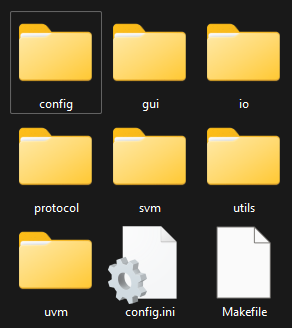 config
gui
io
protocol
svm
utils
uvm
config.ini
Makefile